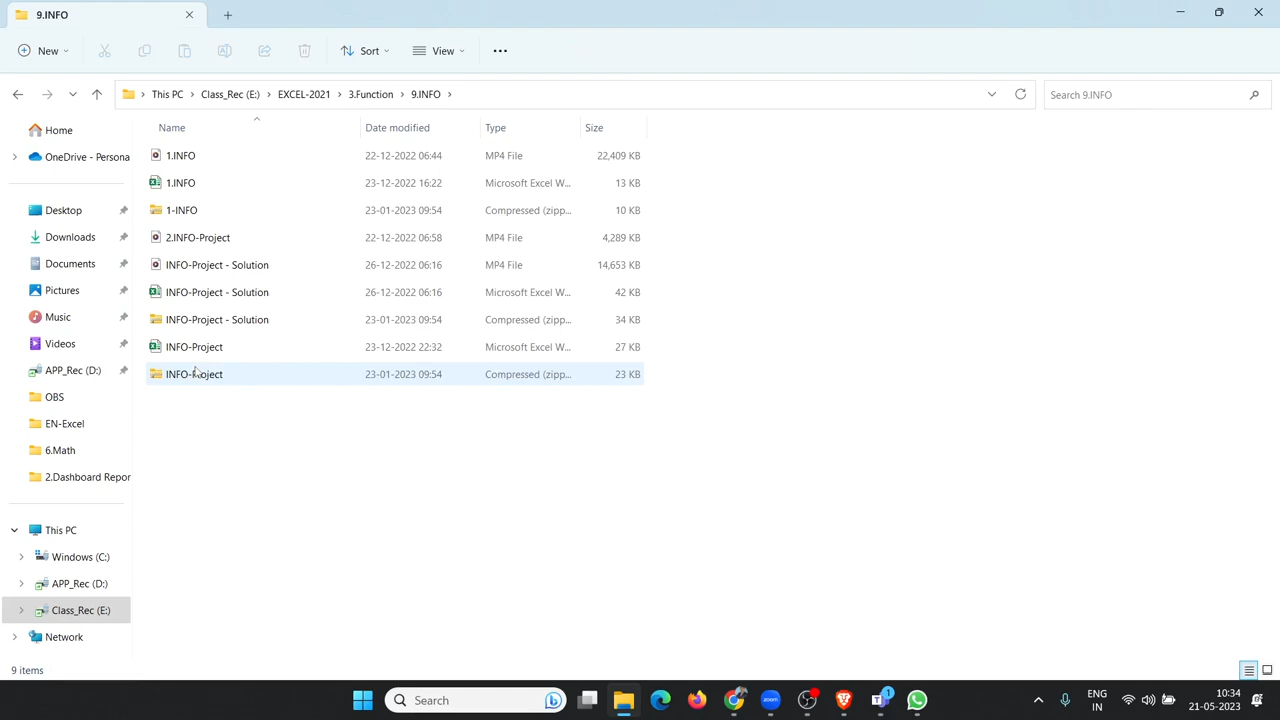 9.INFO
New
Sort
View
This PC
Class_Rec (E:)
EXCEL-2021
3.Function
9.INFO
Search 9.INFO
Name
Date modified
Type
Size
Home
OneDrive - Persona
Desktop
Downloads
Documents
Pictures
Music
Videos
APP_Rec (D:)
OBS
EN-Excel
6.Math
2.Dashboard Repor
This PC
Windows (C:)
APP_Rec (D:)
Class_Rec (E:)
Network
1.INFO 22-12-2022 06:44 MP4 File 22,409 KB
1.INFO 23-12-2022 16:22 Microsoft Excel W... 13 KB
1-INFO 23-01-2023 09:54 Compressed (zipp... 10 KB
2.INFO-Project 22-12-2022 06:58 MP4 File 4,289 KB
INFO-Project - Solution 26-12-2022 06:16 MP4 File 14,653 KB
INFO-Project - Solution 26-12-2022 06:16 Microsoft Excel W... 42 KB
INFO-Project - Solution 23-01-2023 09:54 Compressed (zipp... 34 KB
INFO-Project 23-12-2022 22:32 Microsoft Excel W... 27 KB
INFO-Project 23-01-2023 09:54 Compressed (zipp... 23 KB
9 items
Search
zoom
1
ENG
IN
10:34
21-05-2023